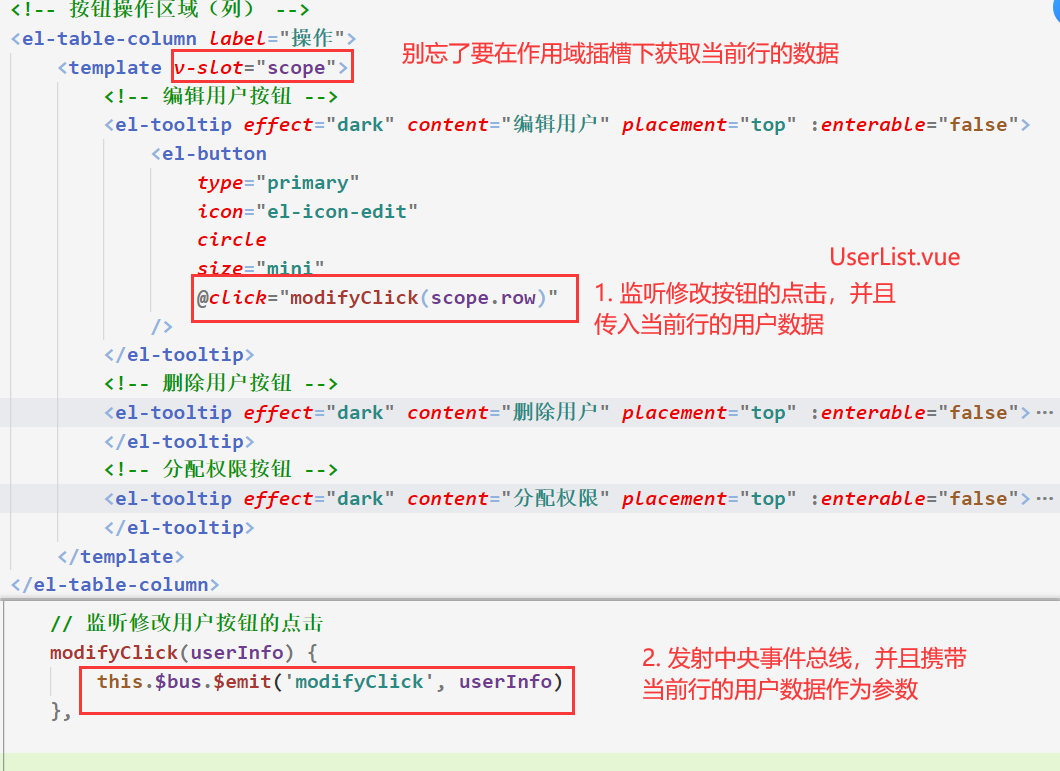 <!-- 按钮操作区域（列） -->
<el-table-column label="操作">
<template v-slot="scope">
别忘了要在作用域插槽下获取当前行的数据
<!-- 编辑用户按钮 -->
<el-tooltip effect="dark" content="编辑用户" placement="top" :enterable="false">
<el-button
type="primary"
icon="el-icon-edit"
circle
size="mini"
UserList.vue
@click="modifyClick(scope.row)"
1. 监听修改按钮的点击，并且
传入当前行的用户数据
/>
</el-tooltip>
<!-- 删除用户按钮 -->
<el-tooltip effect="dark" content="删除用户" placement="top" :enterable="false">···
</el-tooltip>
<!-- 分配权限按钮 -->
<el-tooltip effect="dark" content="分配权限" placement="top" :enterable="false">···
</el-tooltip>
</template>
</el-table-column>
// 监听修改用户按钮的点击
modifyClick(userInfo) {
this.$bus.$emit('modifyClick', userInfo)
},
2. 发射中央事件总线，并且携带
当前行的用户数据作为参数